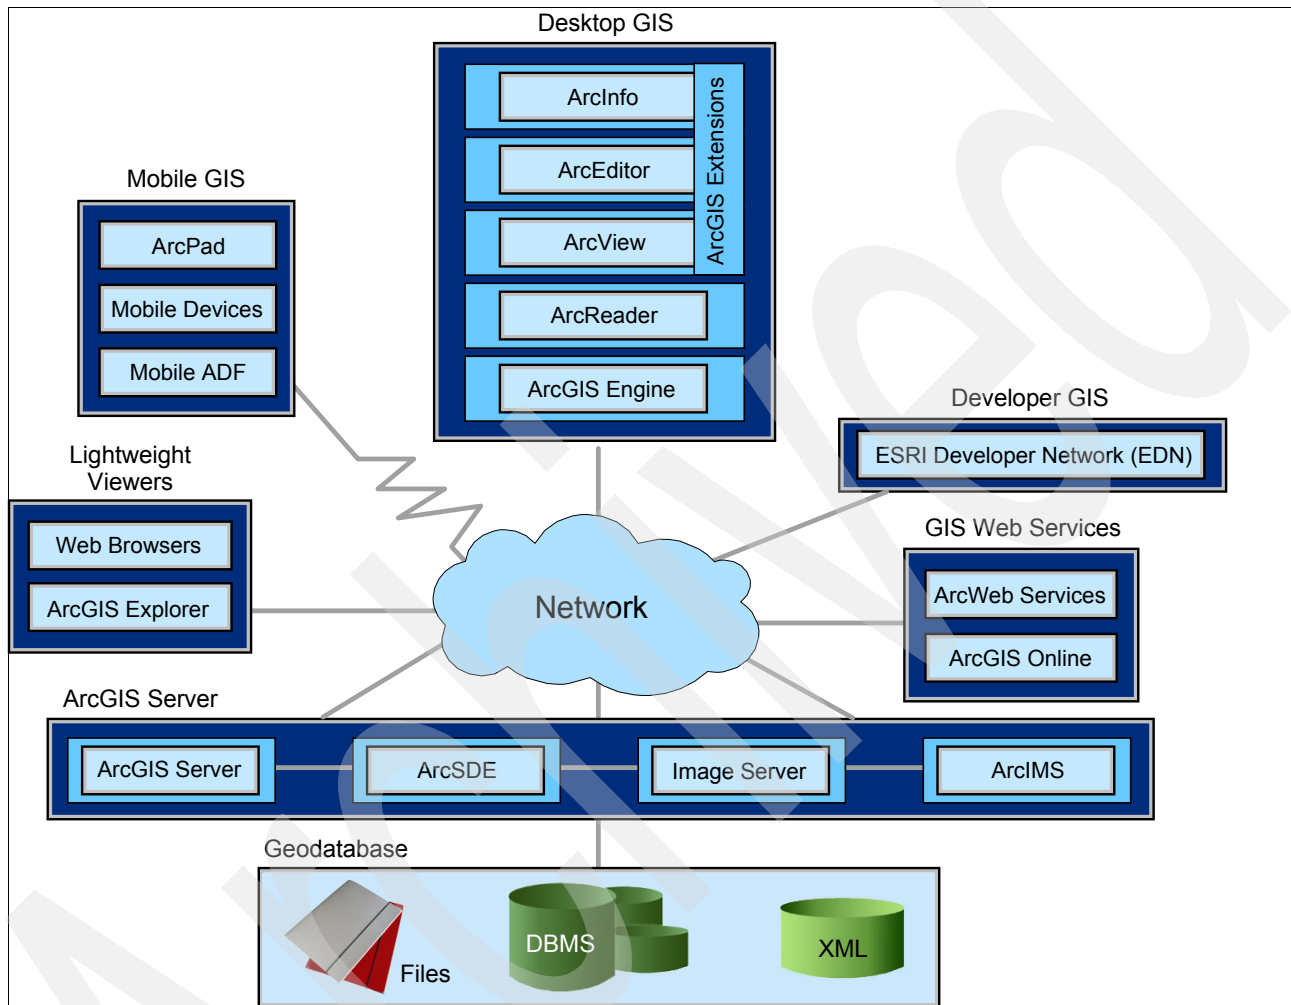 Desktop GIS
ArcInfo
ArcEditor
ArcView
ArcGIS Extensions
ArcReader
ArcGIS Engine
Mobile GIS
ArcPad
Mobile Devices
Mobile ADF
Developer GIS
ESRI Developer Network (EDN)
Lightweight
Viewers
Web Browsers
ArcGIS Explorer
Network
GIS Web Services
ArcWeb Services
ArcGIS Online
ArcGIS Server
ArcGIS Server
ArcSDE
Image Server
ArcIMS
Geodatabase
Files
DBMS
XML